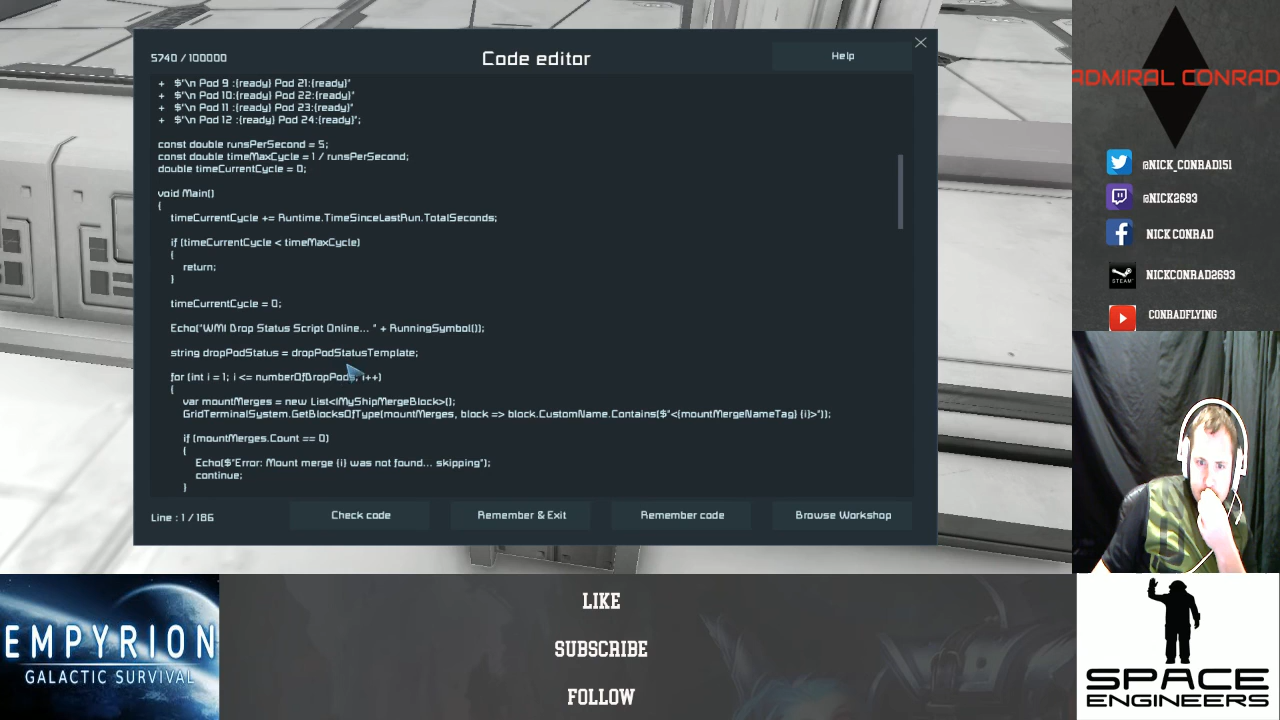 5740 / 100000
Code editor
Help
+ $"\n Pod 9 :{ready} Pod 21:{ready}"
+ $"\n Pod 10:{ready} Pod 22:{ready}"
+ $"\n Pod 11 :{ready} Pod 23:{ready}"
+ $"\n Pod 12 :{ready} Pod 24:{ready}";
const double runsPerSecond = 5;
const double timeMaxCycle = 1 / runsPerSecond;
double timeCurrentCycle = 0;
void Main()
{
timeCurrentCycle += Runtime.TimeSinceLastRun.TotalSeconds;
if (timeCurrentCycle < timeMaxCycle)
{
return;
}
timeCurrentCycle = 0;
Echo("WMI Drop Status Script Online... " + RunningSymbol());
string dropPodStatus = dropPodStatusTemplate;
for (int i = 1; i <= numberOfDropPods; i++)
{
var mountMerges = new List<IMyShipMergeBlock>();
GridTerminalSystem.GetBlocksOfType(mountMerges, block => block.CustomName.Contains($"<{mountMergeNameTag} {i}>"));
if (mountMerges.Count == 0)
{
Echo($"Error: Mount merge {i} was not found... skipping");
continue;
}
Line : 1 / 186
Check code
Remember & Exit
Remember code
Browse Workshop
ADMIRAL CONRAD
@NICK_CONRAD151
@NICK2693
NICK CONRAD
STEAM
NICKCONRAD2693
CONRADFLYING
EMPYRION
GALACTIC SURVIVAL
LIKE
SUBSCRIBE
FOLLOW
SPACE
ENGINEERS